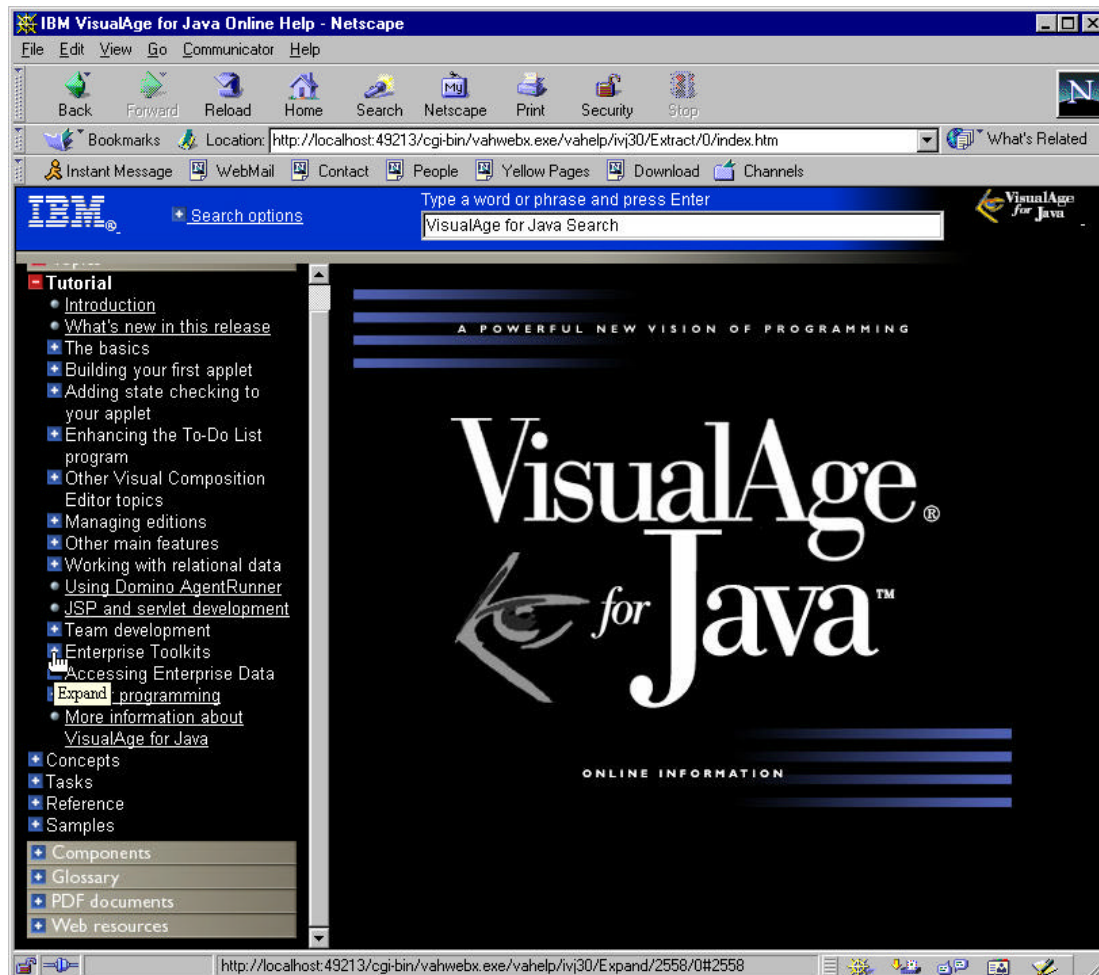 IBM VisualAge for Java Online Help - Netscape
File Edit View Go Communicator Help
Back Forward Reload Home Search Netscape Print Security Stop
My
N
Bookmarks Location: http://localhost:49213/cgi-bin/vahwebx.exe/vahelp/ivj30/Extract/0/index.htm What's Related
Instant Message WebMail Contact People Yellow Pages Download Channels
IBM® Search options
Type a word or phrase and press Enter
VisualAge for Java Search
VisualAge
for Java
Topics
Tutorial
Introduction
What's new in this release
The basics
Building your first applet
Adding state checking to
your applet
Enhancing the To-Do List
program
Other Visual Composition
Editor topics
Managing editions
Other main features
Working with relational data
Using Domino AgentRunner
JSP and servlet development
Team development
Enterprise Toolkits
Accessing Enterprise Data
Expand programming
More information about
VisualAge for Java
Concepts
Tasks
Reference
Samples
Components
Glossary
PDF documents
Web resources
A POWERFUL NEW VISION OF PROGRAMMING
VisualAge®
for Java™
ONLINE INFORMATION
http://localhost:49213/cgi-bin/vahwebx.exe/vahelp/ivj30/Expand/2558/0#2558